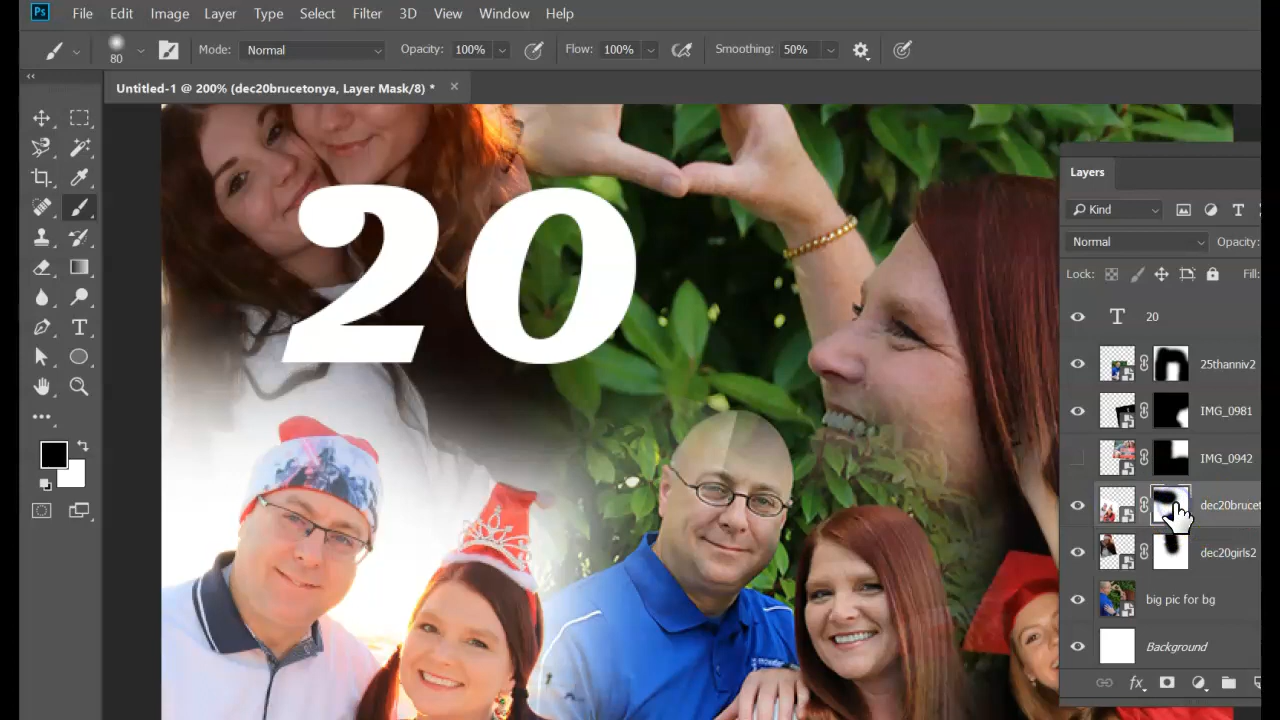 Ps File Edit Image Layer Type Select Filter 3D View Window Help
80 Mode: Normal Opacity: 100% Flow: 100% Smoothing: 50%
Untitled-1 @ 200% (dec20brucetonya, Layer Mask/8) *
20
Layers
Kind
Normal Opacity:
Lock: Fill:
T 20
25thanniv2
IMG_0981
IMG_0942
dec20brucet
dec20girls2
big pic for bg
Background
fx